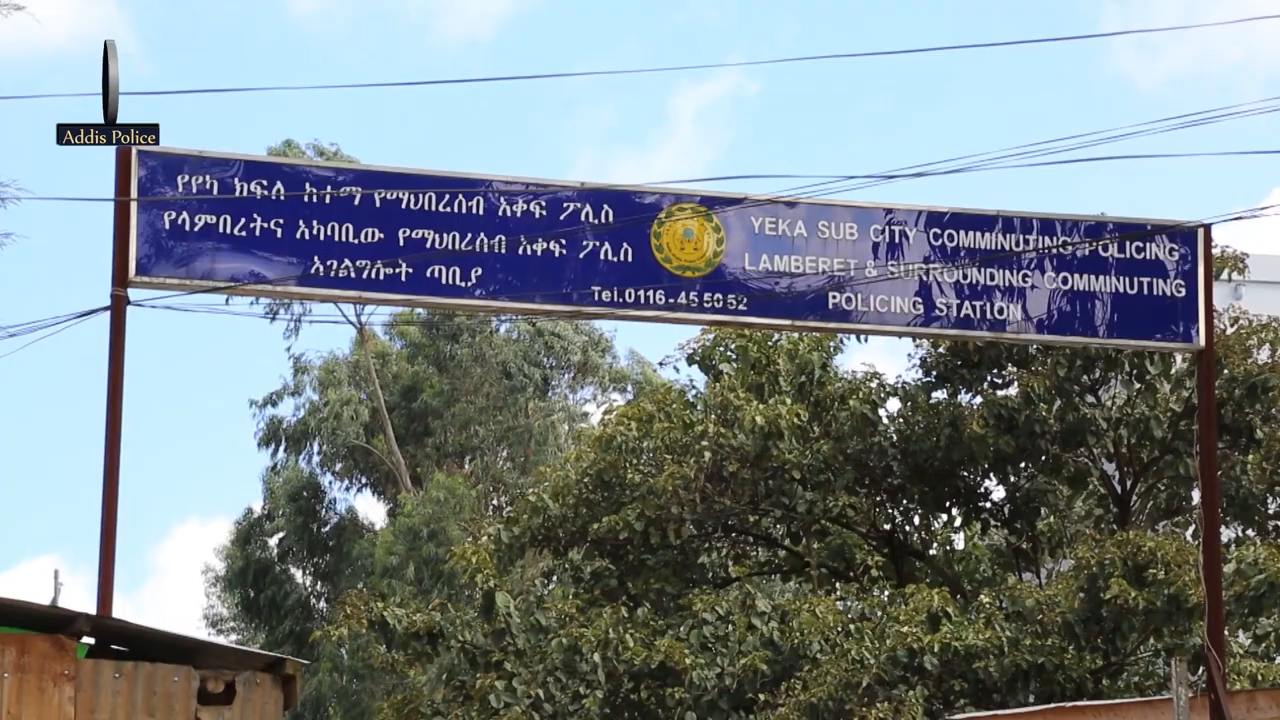 Addis Police
የየካ ክፍለ ከተማ የማህበረሰብ አቀፍ ፖሊስ
የላምበረትና አካባቢው የማህበረሰብ አቀፍ ፖሊስ
አገልግሎት ጣቢያ
Tel.0116-45 50 52
YEKA SUB CITY COMMINUTING POLICING
LAMBERET & SURROUNDING COMMINUTING
POLICING STATION